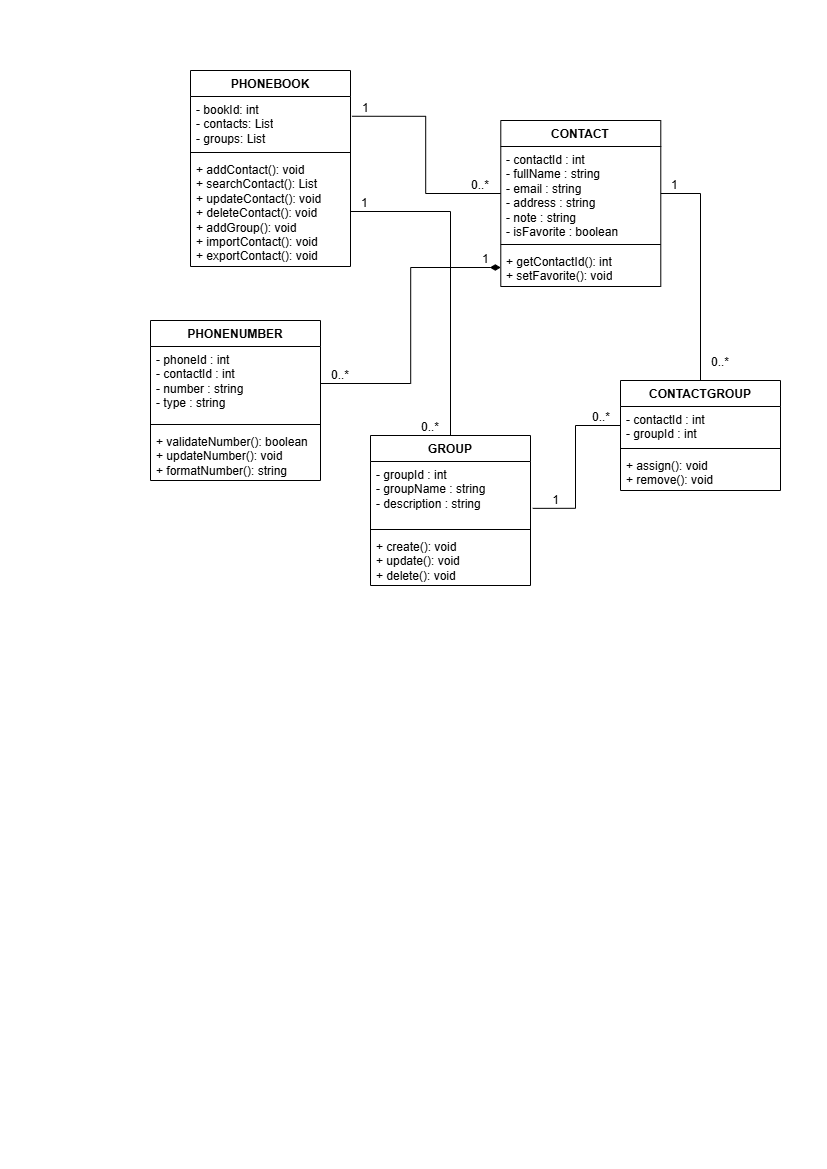 PHONEBOOK
- bookId: int
- contacts: List
- groups: List
+ addContact(): void
+ searchContact(): List
+ updateContact(): void
+ deleteContact(): void
+ addGroup(): void
+ importContact(): void
+ exportContact(): void
1
1
0..*
CONTACT
- contactId : int
- fullName : string
- email : string
- address : string
- note : string
- isFavorite : boolean
+ getContactId(): int
+ setFavorite(): void
1
1
0..*
PHONENUMBER
- phoneId : int
- contactId : int
- number : string
- type : string
+ validateNumber(): boolean
+ updateNumber(): void
+ formatNumber(): string
0..*
0..*
GROUP
- groupId : int
- groupName : string
- description : string
+ create(): void
+ update(): void
+ delete(): void
1
0..*
CONTACTGROUP
- contactId : int
- groupId : int
+ assign(): void
+ remove(): void